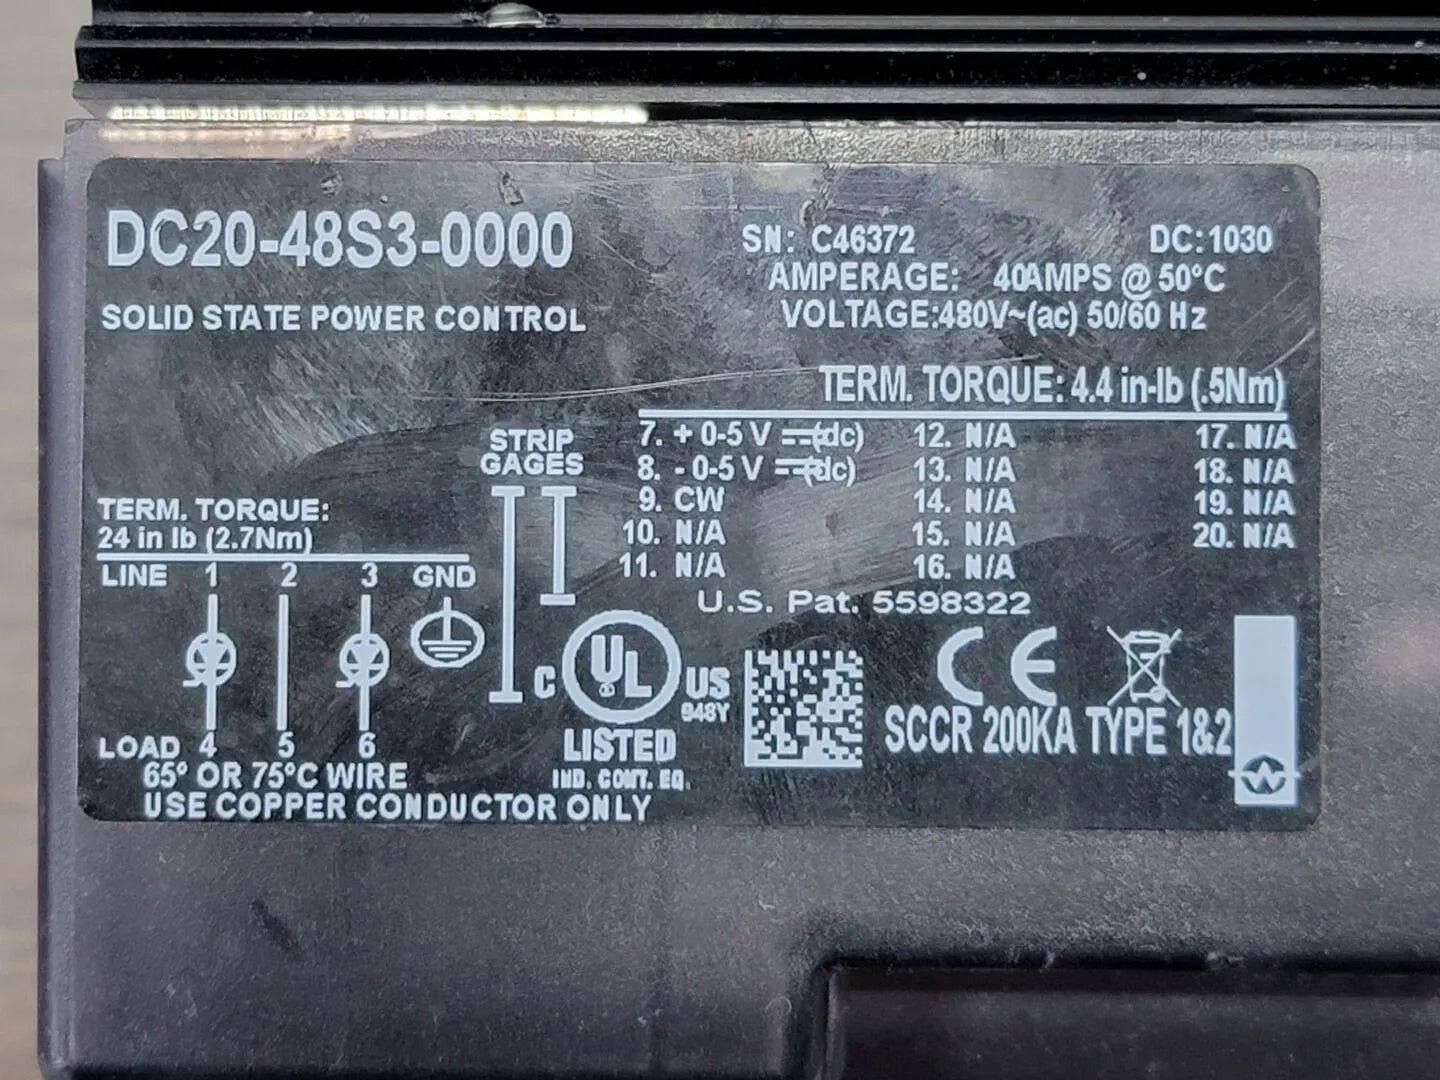 DC20-48S3-0000
SOLID STATE POWER CONTROL
SN: C46372 DC:1030
AMPERAGE: 40AMPS @ 50°C
VOLTAGE:480V~(ac) 50/60 Hz
TERM. TORQUE: 4.4 in-lb (.5Nm)
7. + 0-5 V ⎓(dc) 12. N/A 17. N/A
8. - 0-5 V ⎓(dc) 13. N/A 18. N/A
9. CW 14. N/A 19. N/A
10. N/A 15. N/A 20. N/A
11. N/A 16. N/A
U.S. Pat. 5598322
STRIP
GAGES
TERM. TORQUE:
24 in lb (2.7Nm)
LINE 1 2 3 GND
LOAD 4 5 6
65° OR 75°C WIRE
USE COPPER CONDUCTOR ONLY
C UL US
948Y
LISTED
IND. CONT. EQ.
CE
SCCR 200KA TYPE 1&2
W